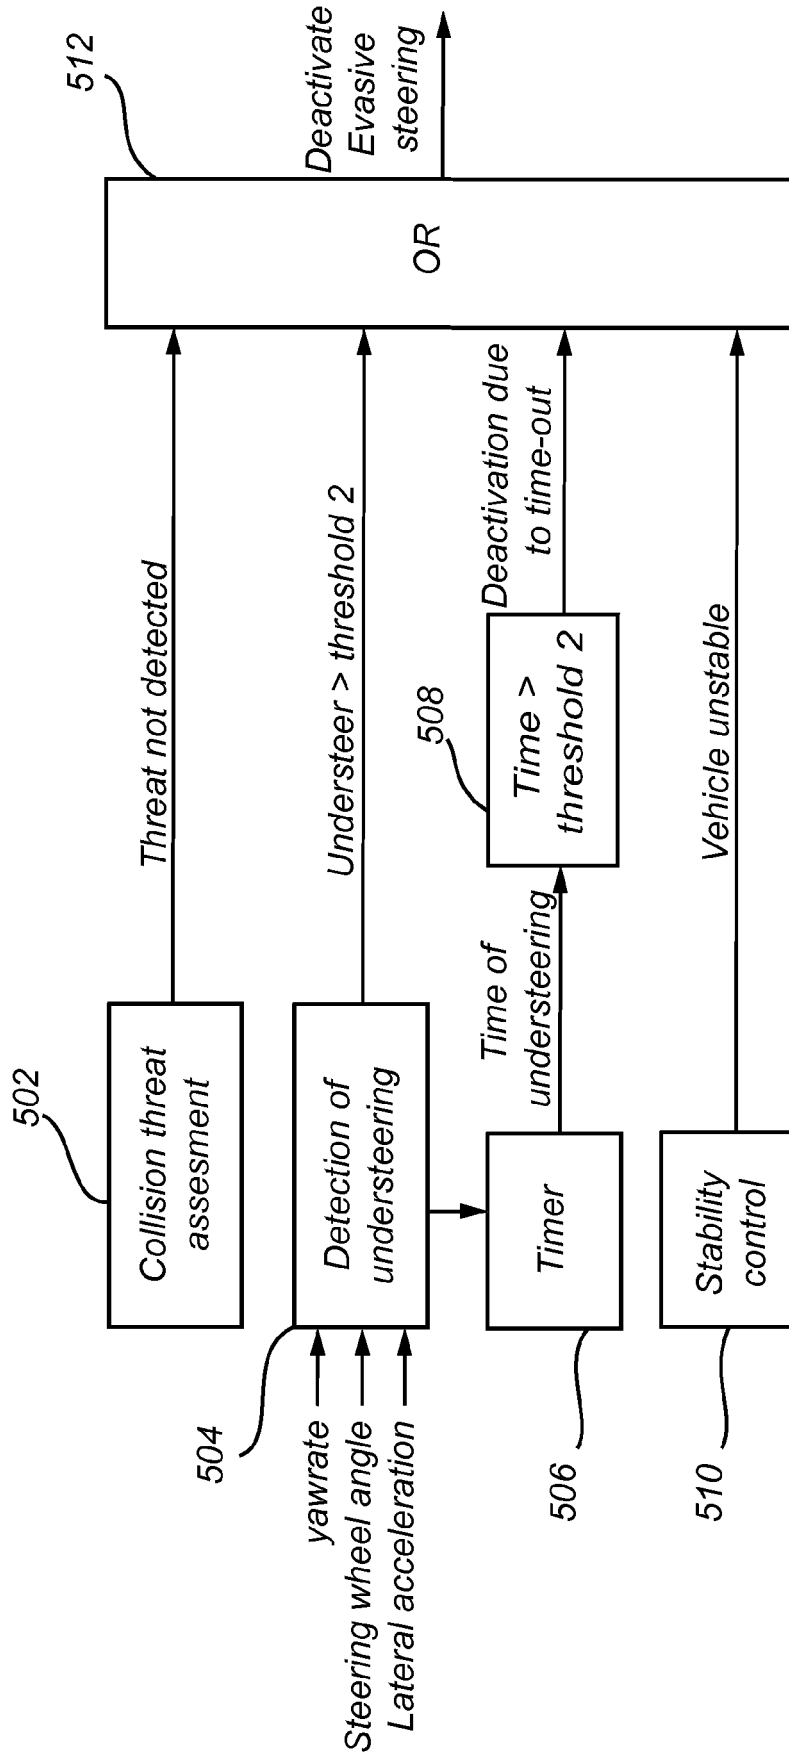 502
Collision threat
assesment
Threat not detected
512
504
yawrate
Steering wheel angle
Lateral acceleration
Detection of
understeering
Understeer > threshold 2
OR
Deactivate
Evasive
steering
506
Timer
Time of
understeering
508
Time >
threshold 2
Deactivation due
to time-out
510
Stability
control
Vehicle unstable